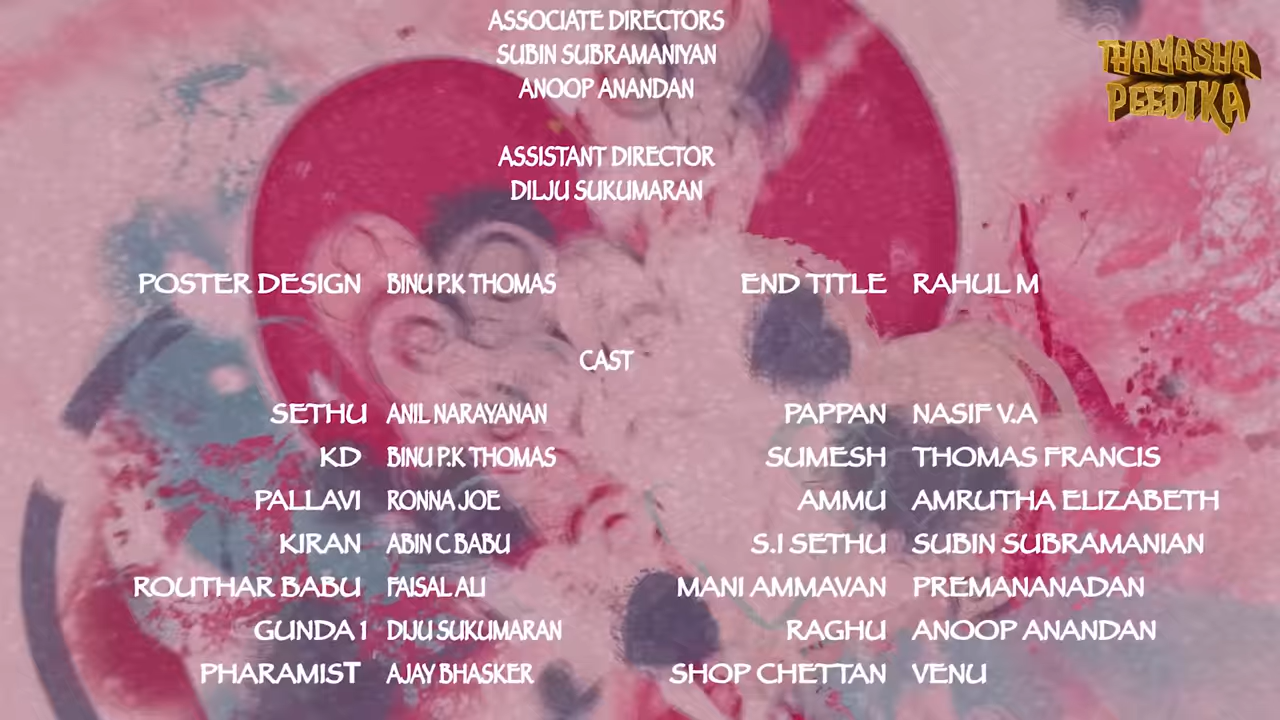 ASSOCIATE DIRECTORS
SUBIN SUBRAMANIYAN
ANOOP ANANDAN
THAMASHA
PEEDIKA
ASSISTANT DIRECTOR
DILJU SUKUMARAN
POSTER DESIGN BINU P.K THOMAS END TITLE RAHUL M
CAST
SETHU ANIL NARAYANAN PAPPAN NASIF V.A
KD BINU P.K THOMAS SUMESH THOMAS FRANCIS
PALLAVI RONNA JOE AMMU AMRUTHA ELIZABETH
KIRAN ABIN C BABU S.I SETHU SUBIN SUBRAMANIAN
ROUTHAR BABU FAISAL ALI MANI AMMAVAN PREMANANADAN
GUNDA 1 DIJU SUKUMARAN RAGHU ANOOP ANANDAN
PHARAMIST AJAY BHASKER SHOP CHETTAN VENU